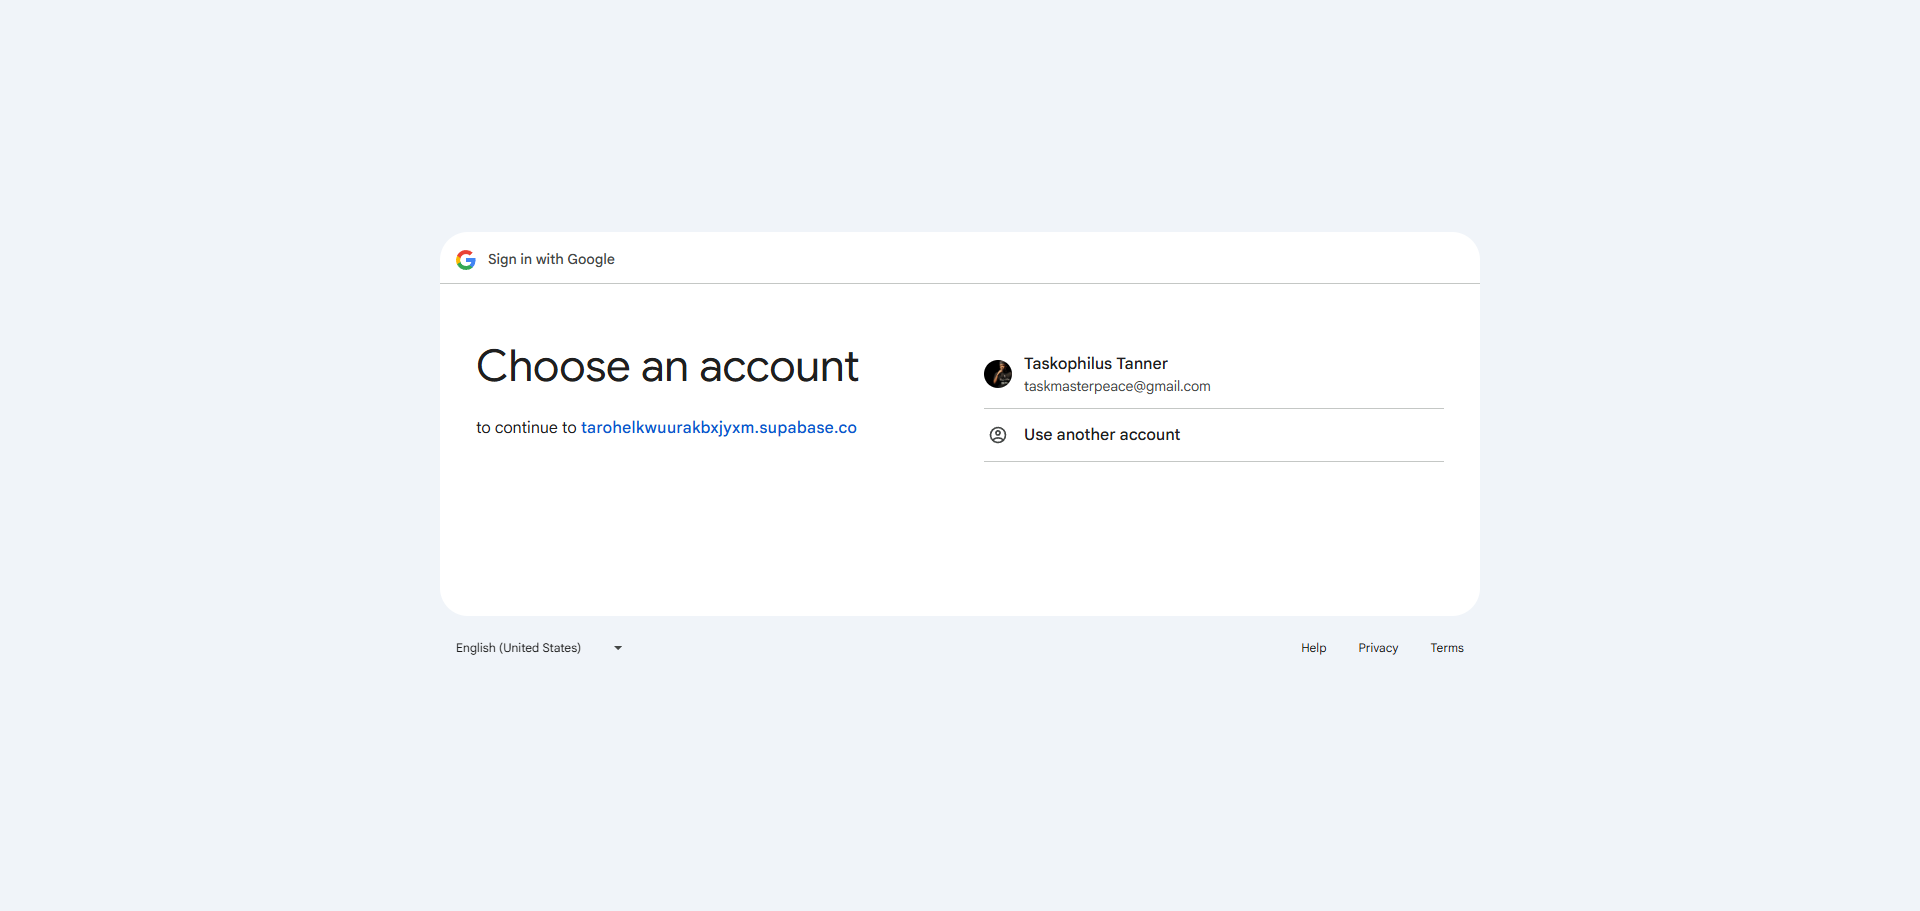 Sign in with Google
Choose an account
to continue to tarohelkwuurakbxjyxm.supabase.co
Taskophilus Tanner
taskmasterpeace@gmail.com
Use another account
English (United States)
Help
Privacy
Terms